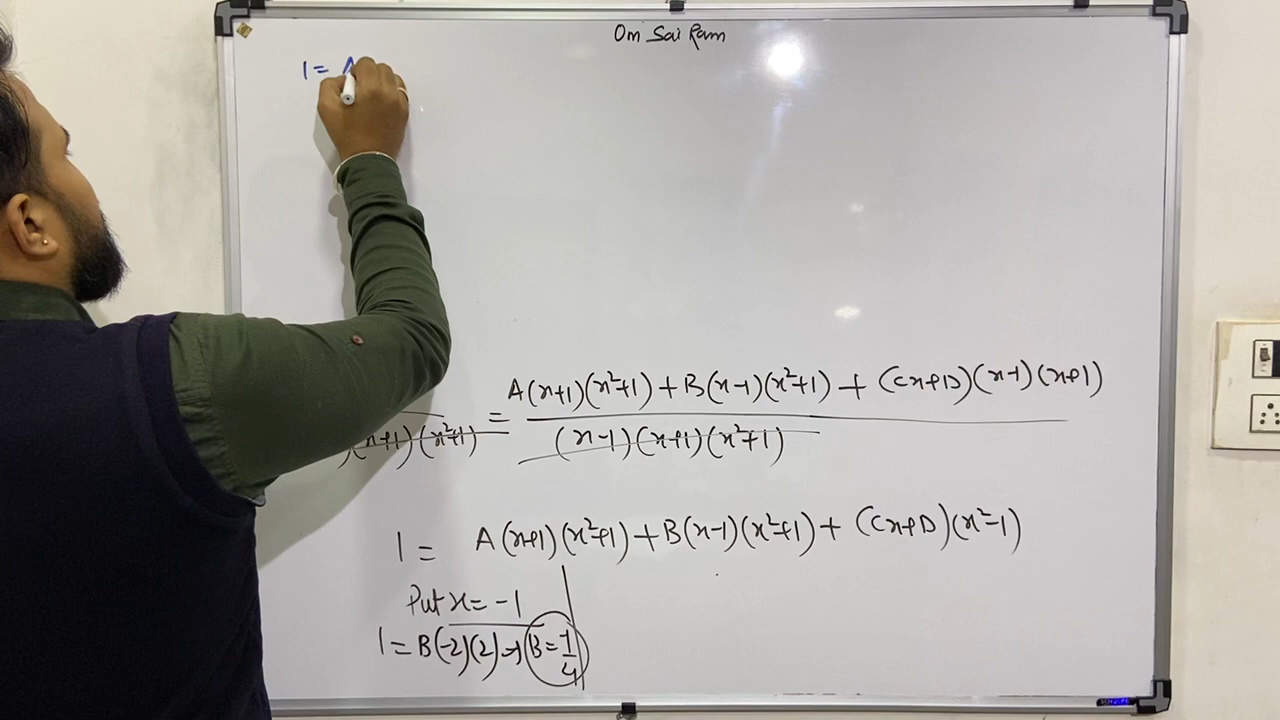 Om Sai Ram
1 = A
= A(x+1)(x²+1) + B(x-1)(x²+1) + (Cx+D)(x-1)(x+1)
)(x+1)(x²+1) (x-1)(x+1)(x²+1)
1 = A(x+1)(x²+1) + B(x-1)(x²+1) + (Cx+D)(x²-1)
Put x = -1
1 = B(-2)(2) → B = -1/4